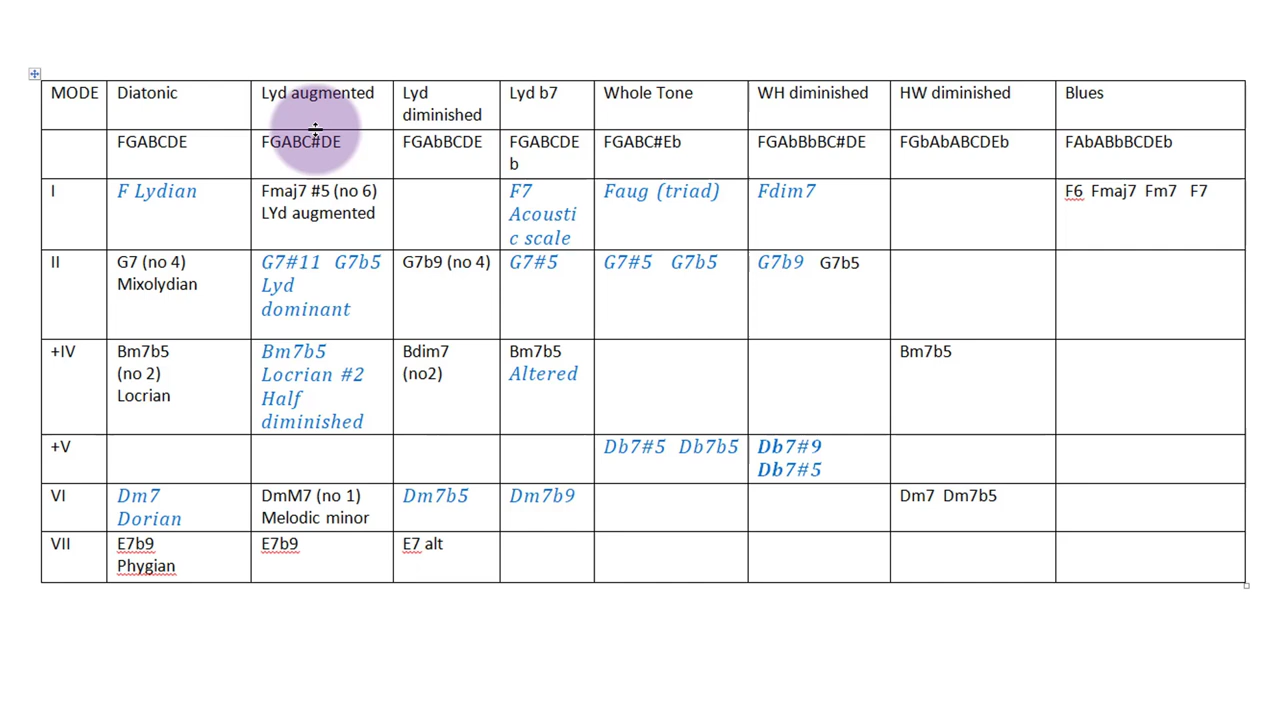 MODE Diatonic Lyd augmented Lyd diminished Lyd b7 Whole Tone WH diminished HW diminished Blues
FGABCDE FGABC#DE FGAbBCDE FGABCDE b FGABC#Eb FGAbBbBC#DE FGbAbABCDEb FAbABbBCDEb
I F Lydian Fmaj7 #5 (no 6) LYd augmented F7 Acousti c scale Faug (triad) Fdim7 F6 Fmaj7 Fm7 F7
II G7 (no 4) Mixolydian G7#11 G7b5 Lyd dominant G7b9 (no 4) G7#5 G7#5 G7b5 G7b9 G7b5
+IV Bm7b5 (no 2) Locrian Bm7b5 Locrian #2 Half diminished Bdim7 (no2) Bm7b5 Altered Bm7b5
+V Db7#5 Db7b5 Db7#9 Db7#5
VI Dm7 Dorian DmM7 (no 1) Melodic minor Dm7b5 Dm7b9 Dm7 Dm7b5
VII E7b9 Phygian E7b9 E7 alt